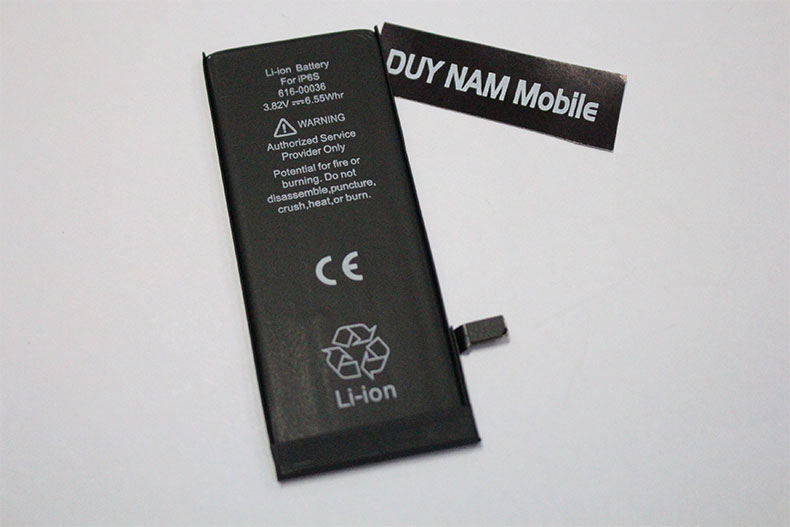 Li-ion Battery
For iP6S
616-00036
3.82V ⎓ 6.55Whr
WARNING
Authorized Service
Provider Only
Potential for fire or
burning. Do not
disassemble,puncture,
crush,heat,or burn.
CE
Li-ion
DUY NAM Mobile